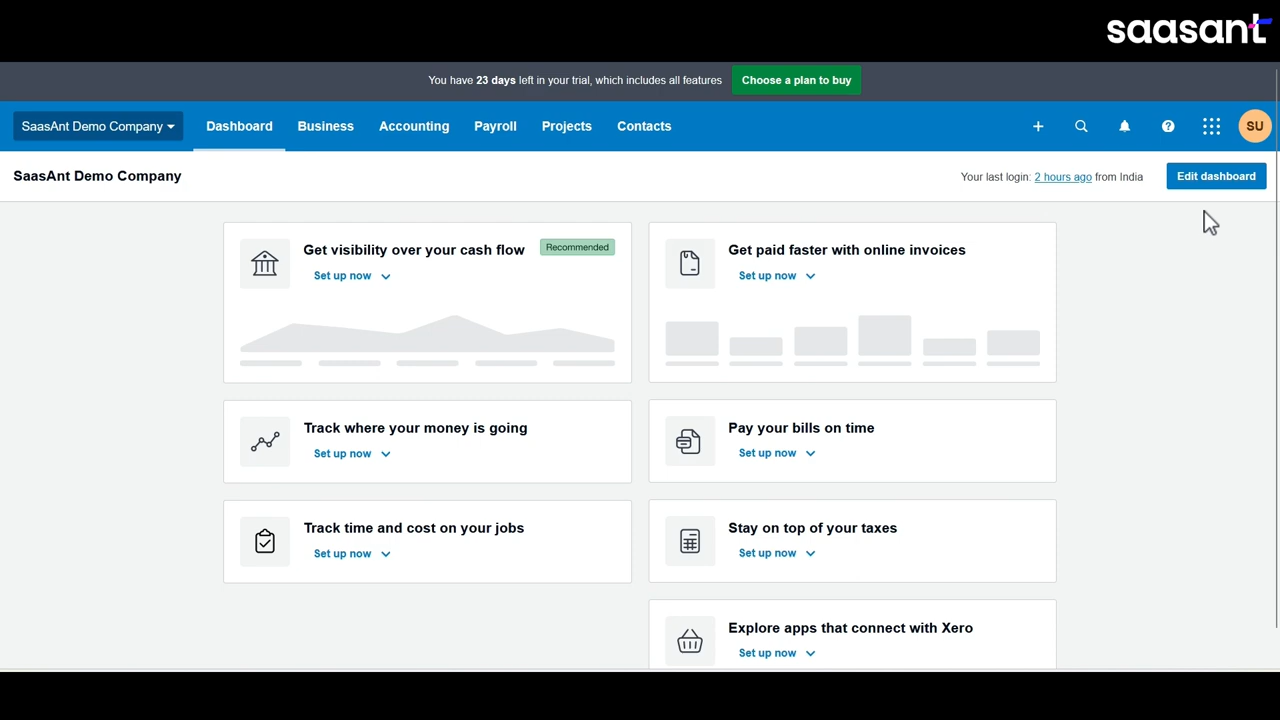 saasant
You have 23 days left in your trial, which includes all features
Choose a plan to buy
SaasAnt Demo Company
Dashboard
Business
Accounting
Payroll
Projects
Contacts
SU
SaasAnt Demo Company
Your last login: 2 hours ago from India
Edit dashboard
Get visibility over your cash flow
Recommended
Set up now
Get paid faster with online invoices
Set up now
Track where your money is going
Set up now
Pay your bills on time
Set up now
Track time and cost on your jobs
Set up now
Stay on top of your taxes
Set up now
Explore apps that connect with Xero
Set up now